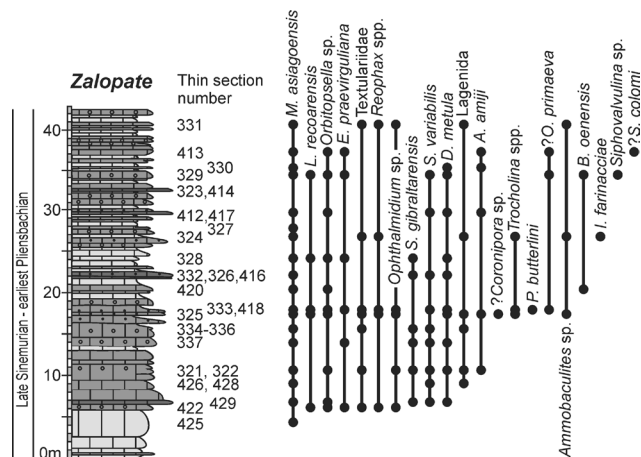 Zalopate
Thin section
number
M. asiagoensis
L. recoarensis
Orbitopsella sp.
E. praevirguliana
Textulariidae
Reophax spp.
Ophthalmidium sp.
S. gibraltarensis
S. variabilis
D. metula
Lagenida
A. amiji
?Coronipora sp.
Trocholina spp.
P. butterlini
?O. primaeva
Ammobaculites sp.
B. oenensis
I. farinacciae
Siphovalvulina sp.
?S. colomi
Late Sinemurian - earliest Pliensbachian
40
30
20
10
0m
331
413
330
329
323,414
412,417
327
324
328
332,326,416
420
333,418
325
334-336
337
321, 322
426, 428
429
422
425